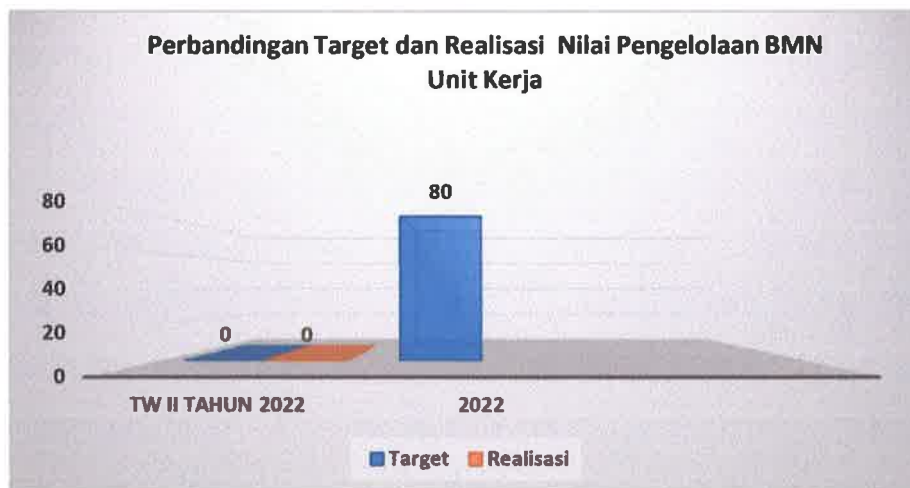 Perbandingan Target dan Realisasi Nilai Pengelolaan BMN
Unit Kerja
80
80
60
40
20
0
0
0
TW II TAHUN 2022
2022
Target
Realisasi